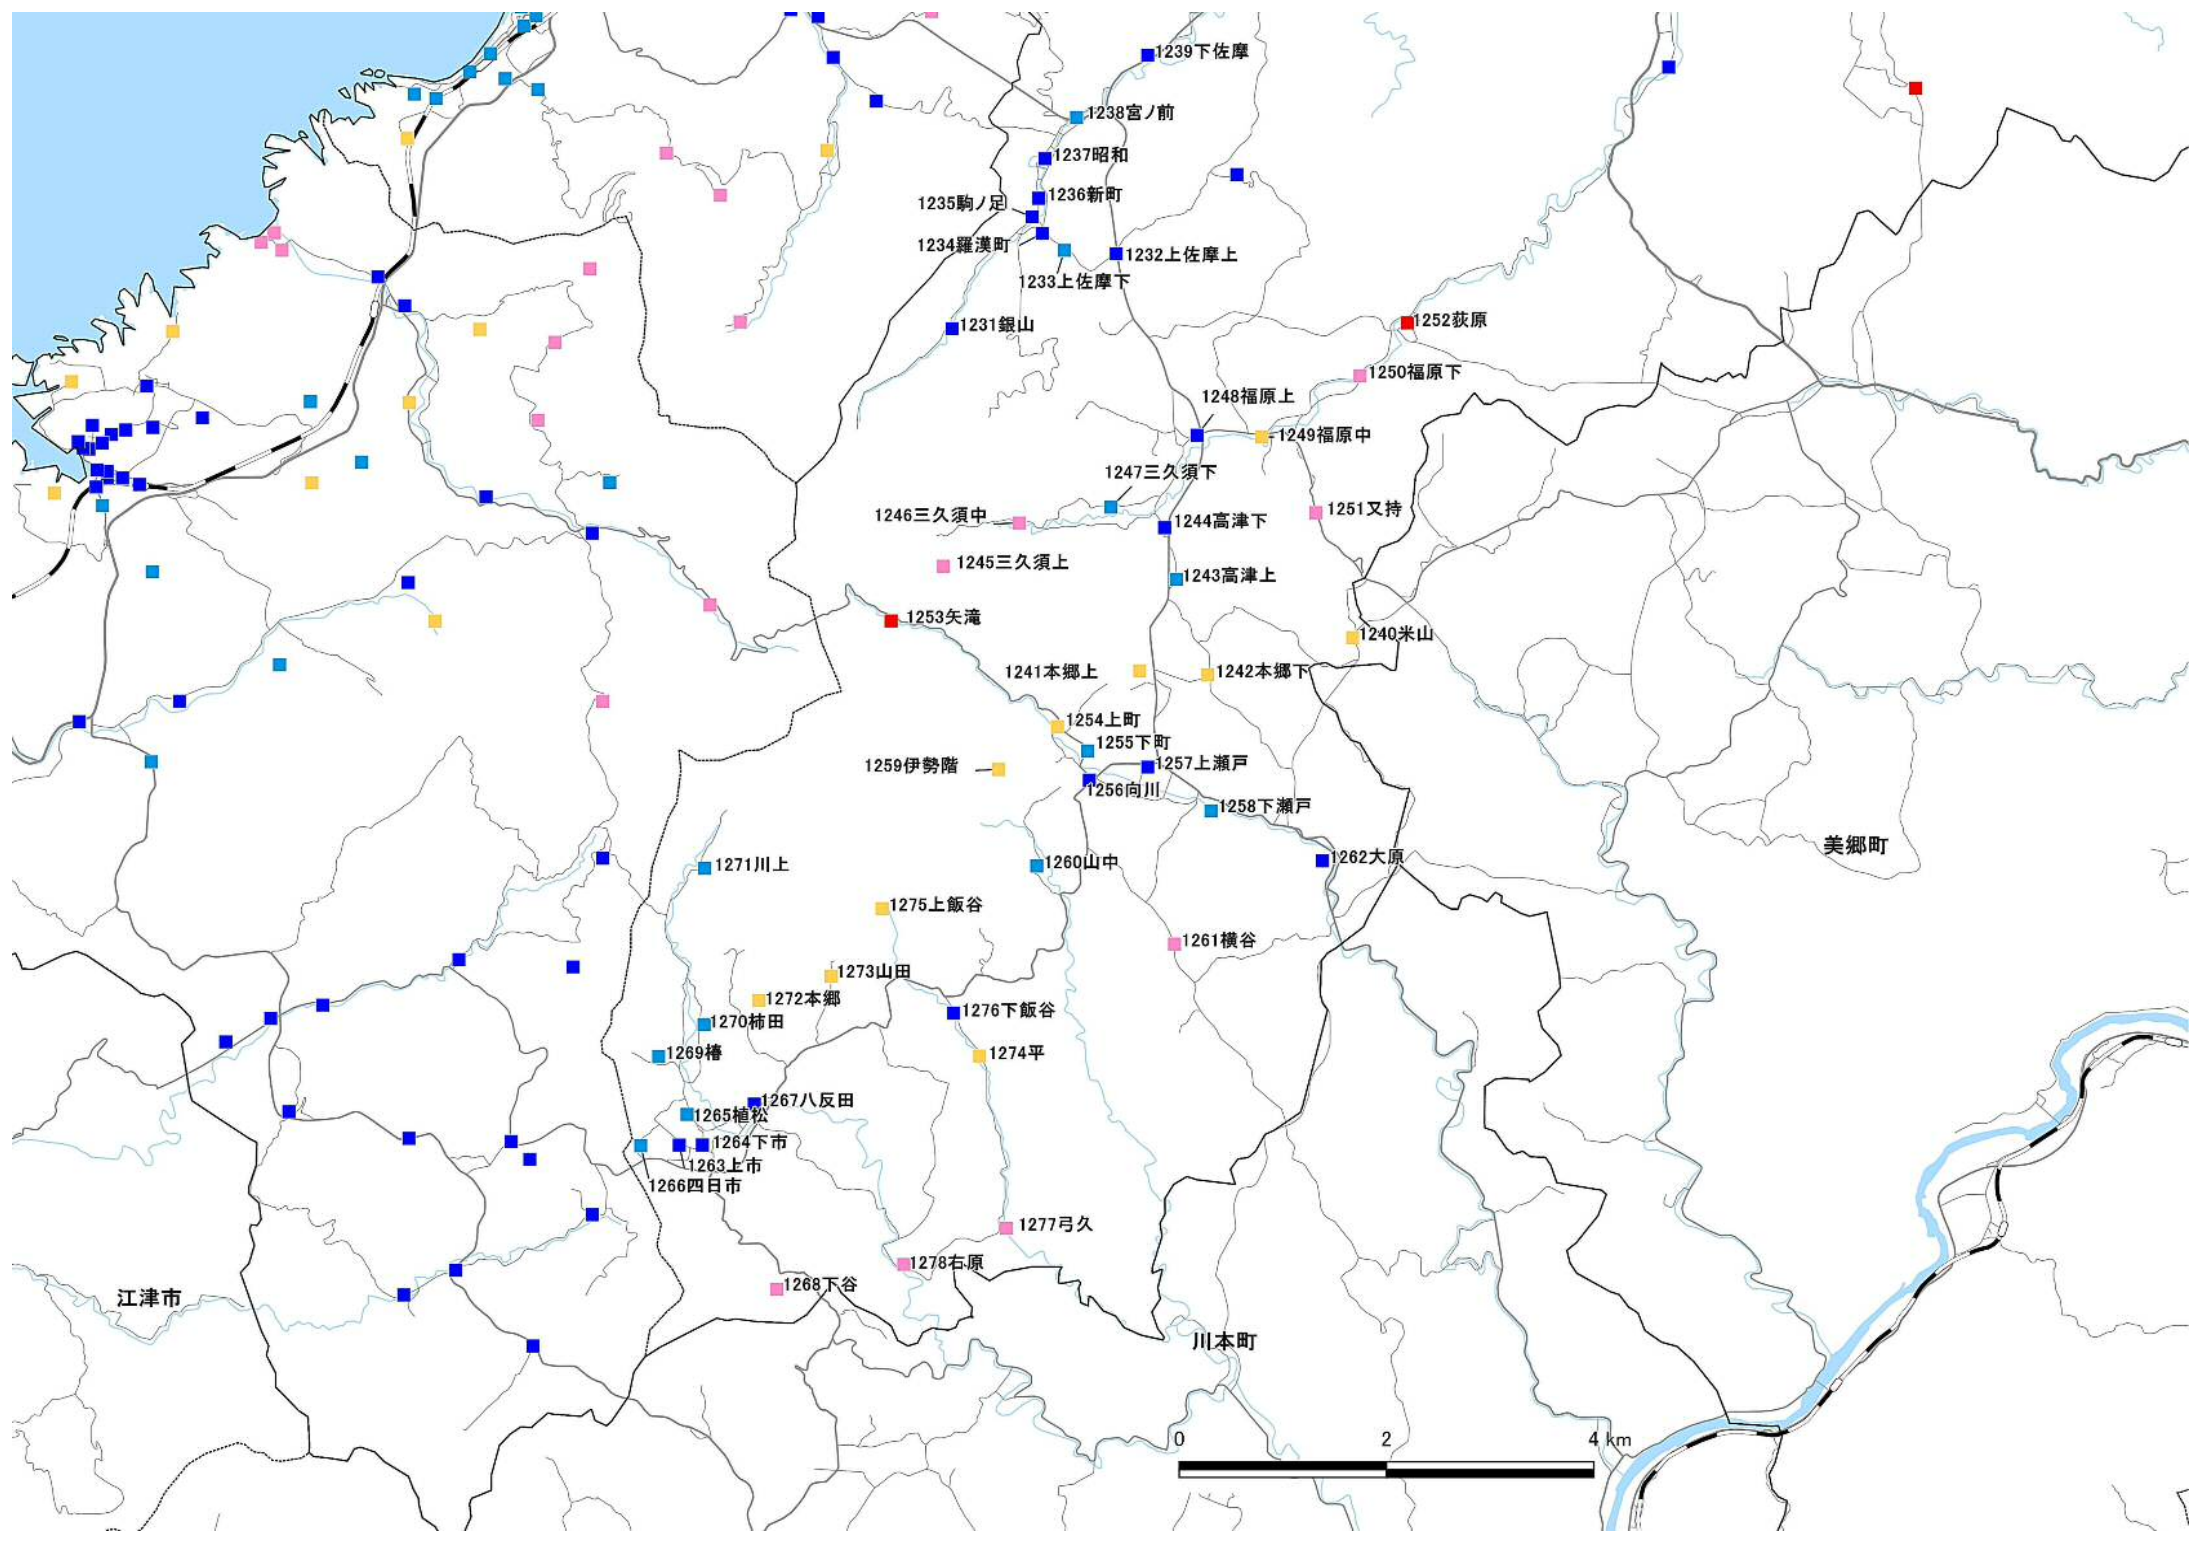 1239下佐摩
1238宮ノ前
1237昭和
1236新町
1235駒ノ足
1234羅漢町
1232上佐摩上
1233上佐摩下
1231銀山
1252荻原
1250福原下
1248福原上
1249福原中
1247三久須下
1251又持
1246三久須中
1244高津下
1245三久須上
1243高津上
1253矢滝
1240米山
1241本郷上
1242本郷下
1254上町
1255下町
1259伊勢階
1257上瀬戸
1256向川
1258下瀬戸
美郷町
1262大原
1260山中
1271川上
1275上飯谷
1261横谷
1273山田
1272本郷
1276下飯谷
1270柿田
1269椿
1274平
1267八反田
1265植松
1264下市
1263上市
1266四日市
1277弓久
1278右原
1268下谷
江津市
川本町
0 2 4 km